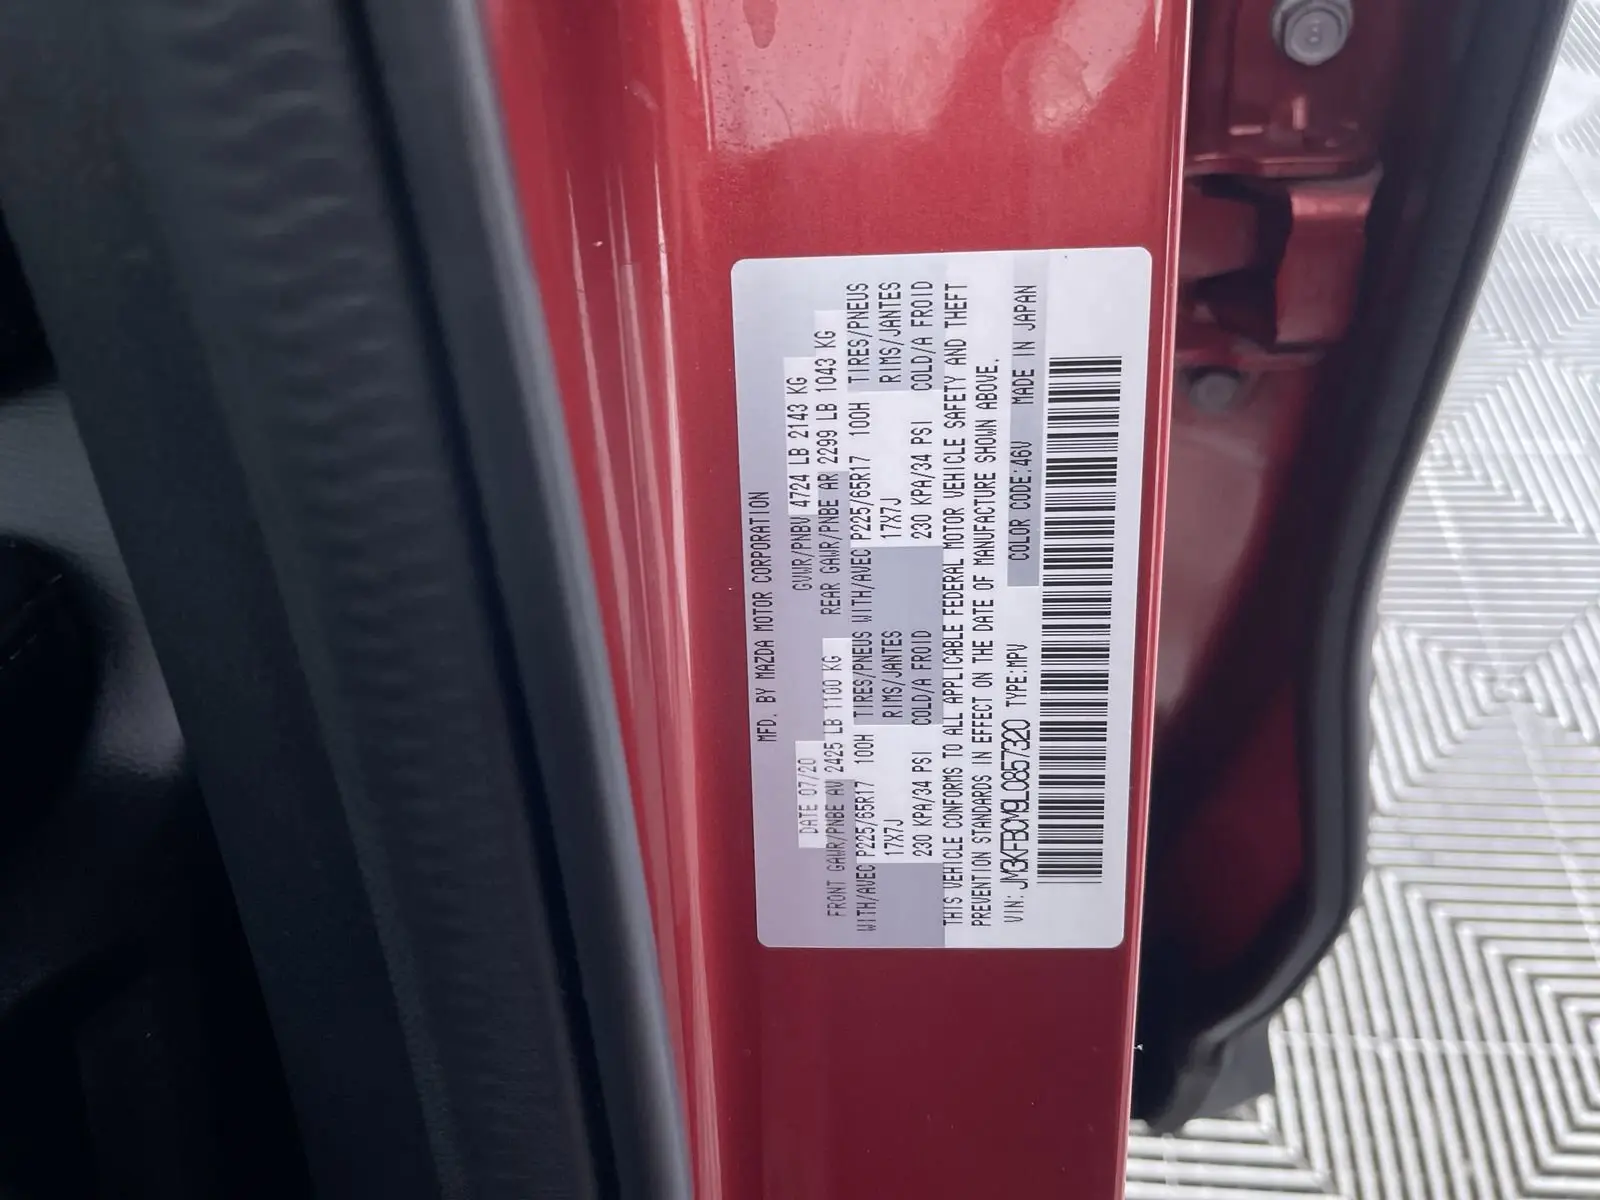 MFD. BY MAZDA MOTOR CORPORATION
DATE 07/20 GVWR/PNBV 4724 LB 2143 KG
FRONT GAWR/PNBE AV 2425 LB 1100 KG REAR GAWR/PNBE AR 2299 LB 1043 KG
WITH/AVEC P225/65R17 100H TIRES/PNEUS WITH/AVEC P225/65R17 100H TIRES/PNEUS
17X7J RIMS/JANTES 17X7J RIMS/JANTES
230 KPA/34 PSI COLD/A FROID 230 KPA/34 PSI COLD/A FROID
THIS VEHICLE CONFORMS TO ALL APPLICABLE FEDERAL MOTOR VEHICLE SAFETY AND THEFT
PREVENTION STANDARDS IN EFFECT ON THE DATE OF MANUFACTURE SHOWN ABOVE.
VIN: JM3KFBCM9L0857320 TYPE:MPV COLOR CODE:46V MADE IN JAPAN